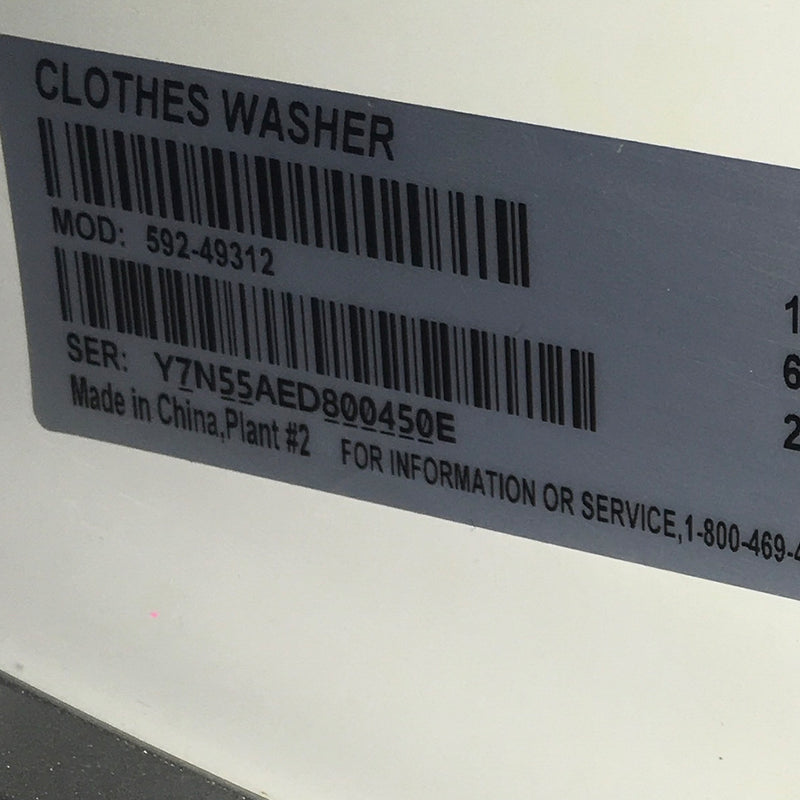 CLOTHES WASHER
MOD: 592-49312
SER: Y7N55AED800450E
Made in China,Plant #2
FOR INFORMATION OR SERVICE,1-800-469-4
1
6
2